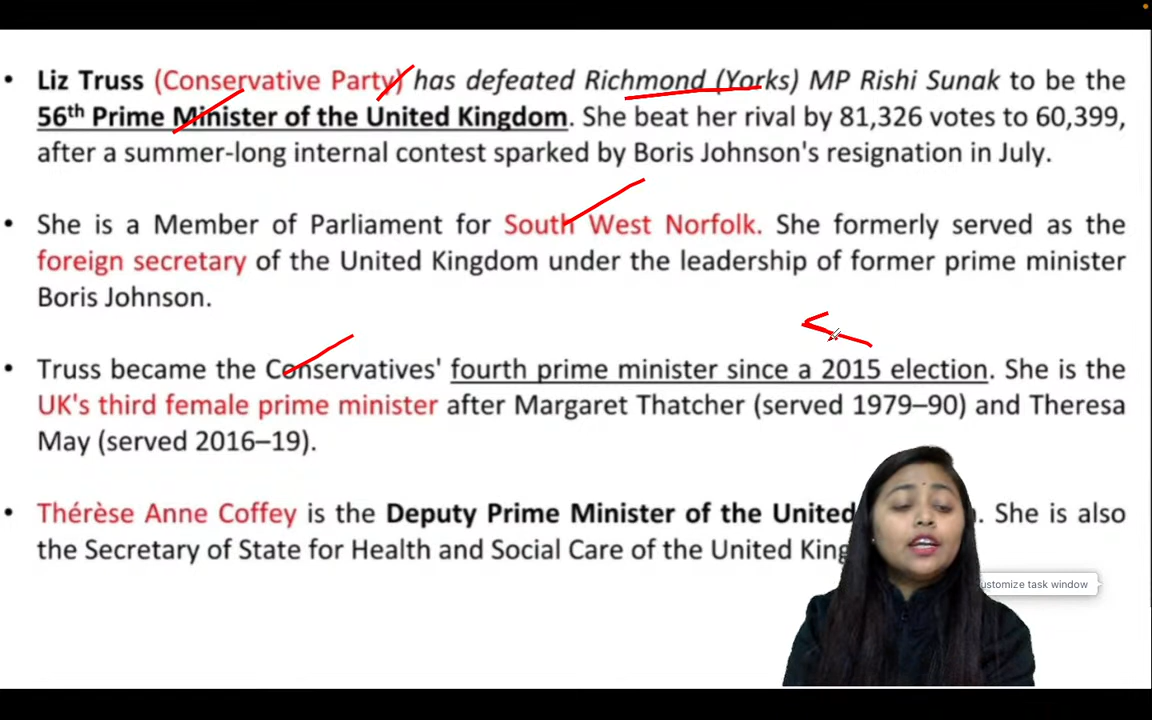 • Liz Truss (Conservative Party) has defeated Richmond (Yorks) MP Rishi Sunak to be the
56th Prime Minister of the United Kingdom. She beat her rival by 81,326 votes to 60,399,
after a summer-long internal contest sparked by Boris Johnson's resignation in July.
• She is a Member of Parliament for South West Norfolk. She formerly served as the
foreign secretary of the United Kingdom under the leadership of former prime minister
Boris Johnson.
• Truss became the Conservatives' fourth prime minister since a 2015 election. She is the
UK's third female prime minister after Margaret Thatcher (served 1979–90) and Theresa
May (served 2016–19).
• Thérèse Anne Coffey is the Deputy Prime Minister of the United . She is also
the Secretary of State for Health and Social Care of the United King
ustomize task window